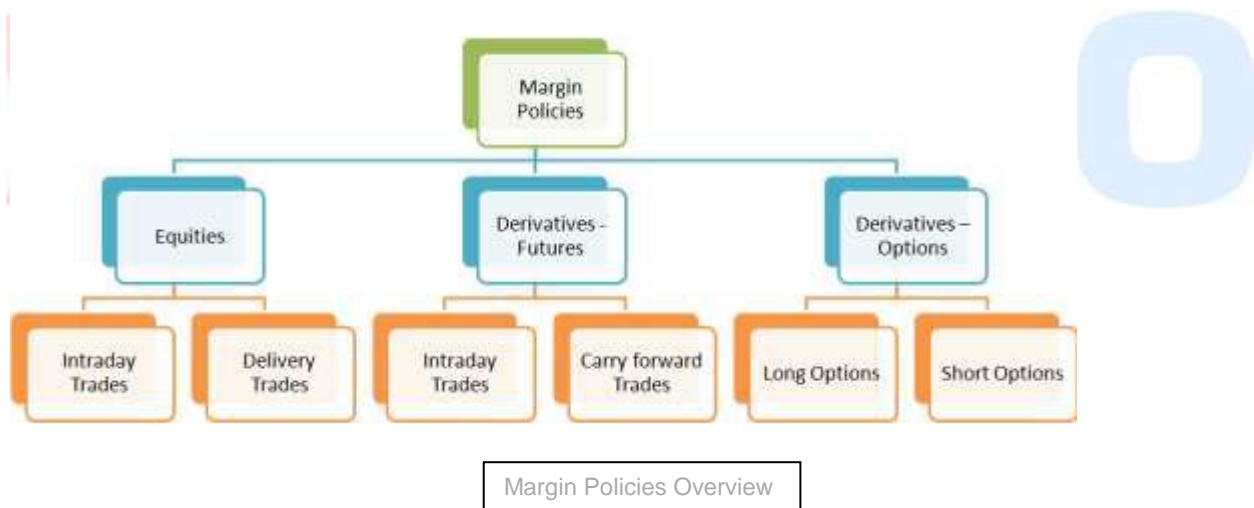 Margin
Policies
Equities
Derivatives -
Futures
Derivatives –
Options
Intraday
Trades
Delivery
Trades
Intraday
Trades
Carry forward
Trades
Long Options
Short Options
Margin Policies Overview